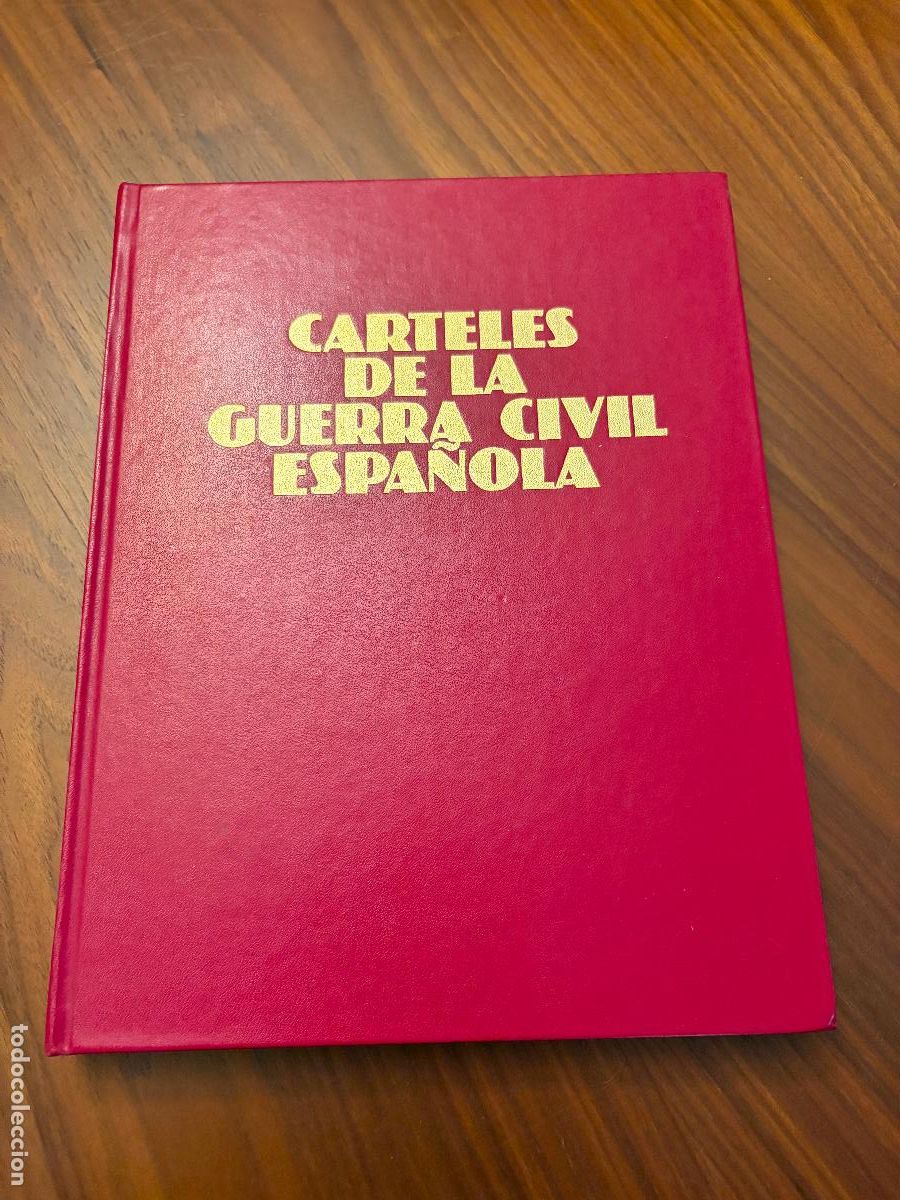 CARTELES
DE LA
GUERRA CIVIL
ESPAÑOLA
todocoleccion